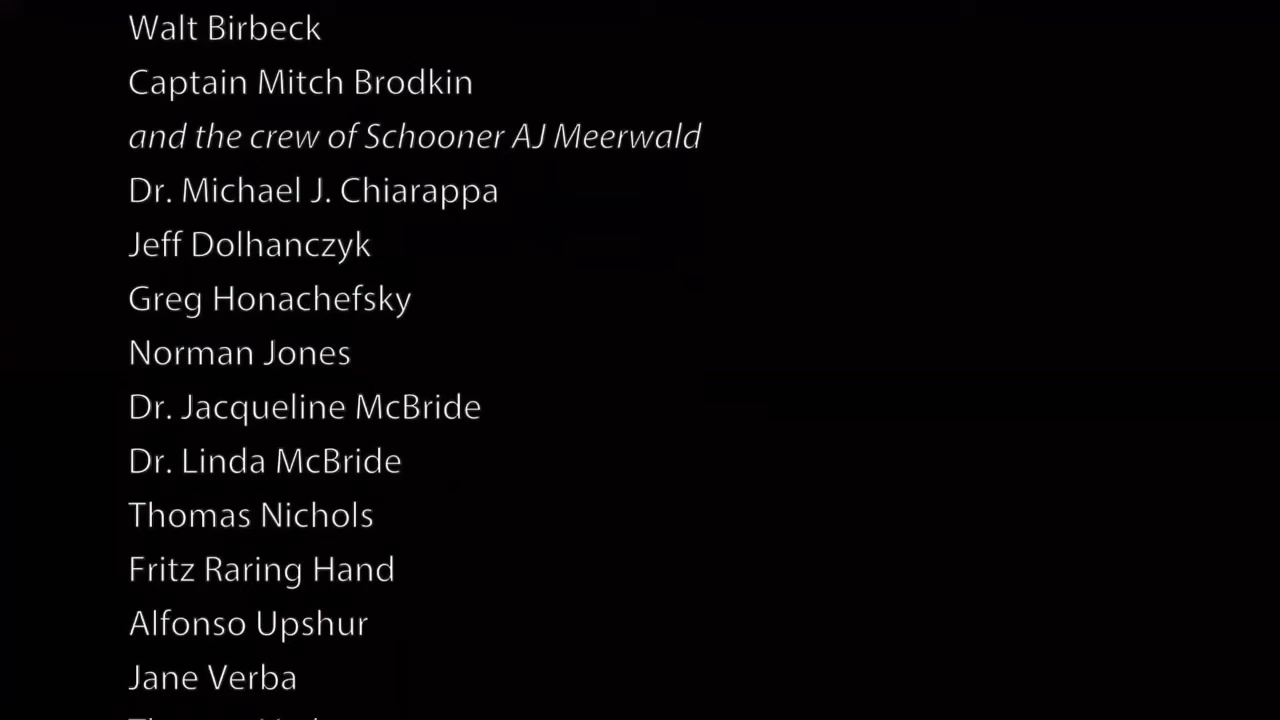 Walt Birbeck
Captain Mitch Brodkin
and the crew of Schooner AJ Meerwald
Dr. Michael J. Chiarappa
Jeff Dolhanczyk
Greg Honachefsky
Norman Jones
Dr. Jacqueline McBride
Dr. Linda McBride
Thomas Nichols
Fritz Raring Hand
Alfonso Upshur
Jane Verba